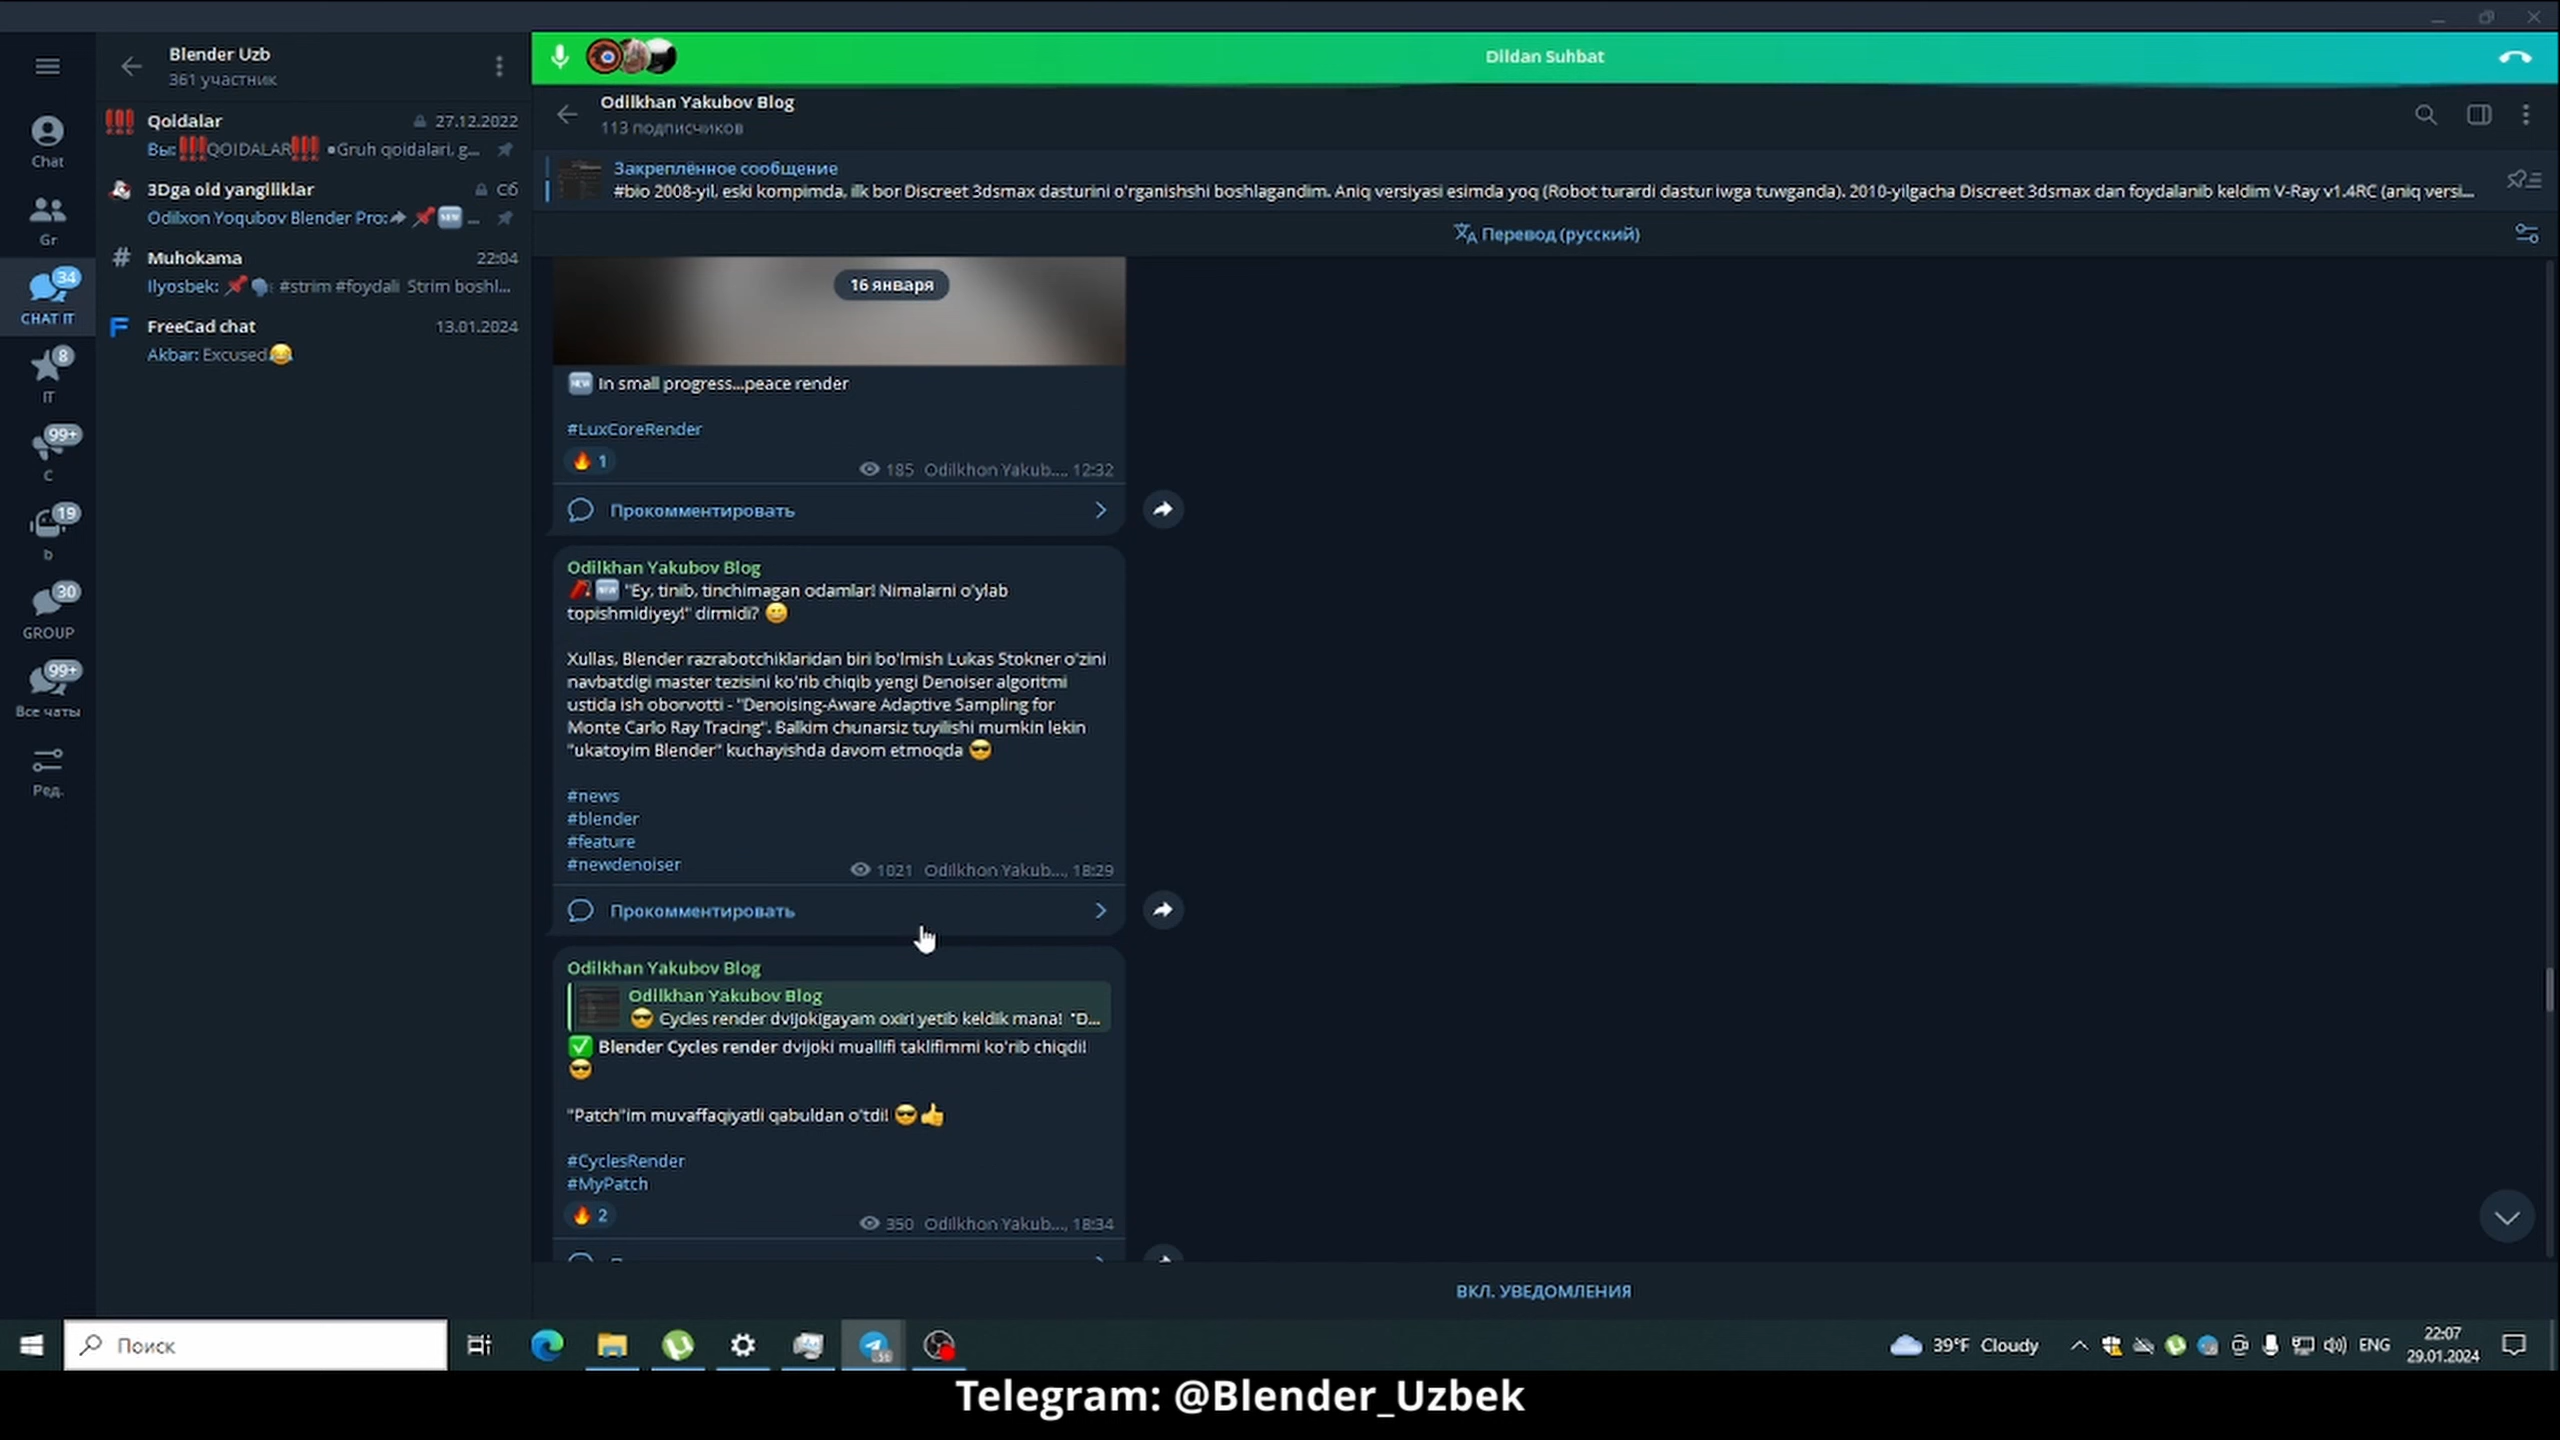 Blender Uzb
361 участник
Chat
Gr
34
CHAT IT
8
IT
99+
C
19
b
30
GROUP
99+
Все чаты
Ред.
Qoldalar 27.12.2022
Вы: ‼️QOIDALAR‼️ •Gruh qoidalari, g...
3Dga old yangiliklar Сб
Odilxon Yoqubov Blender Pro: ...
Muhokama 22:04
Ilyosbek: 📌🗣 #strim #foydali Strim boshl...
FreeCad chat 13.01.2024
Akbar: Excused😂
Dildan Suhbat
Odilkhan Yakubov Blog
113 подписчиков
Закреплённое сообщение
#bio 2008-yil, eski kompimda, ilk bor Discreet 3dsmax dasturini o'rganishshi boshlagandim. Aniq versiyasi esimda yoq (Robot turardi dasturiwga tuwganda). 2010-yilgacha Discreet 3dsmax dan foydalanib keldim V-Ray v1.4RC (aniq versi...
Перевод (русский)
16 января
🆕 In small progress...peace render
#LuxCoreRender
🔥 1 185 Odilkhon Yakub..., 12:32
Прокомментировать
Odilkhan Yakubov Blog
🧨🆕 "Ey, tinib, tinchimagan odamlar! Nimalarni o'ylab
topishmidiyey!" dirmidi? 😀
Xullas, Blender razrabotchiklaridan biri bo'lmish Lukas Stokner o'zini
navbatdigi master tezisini ko'rib chiqib yengi Denoiser algoritmi
ustida ish oborvotti - "Denoising-Aware Adaptive Sampling for
Monte Carlo Ray Tracing". Balkim chunarsiz tuyilishi mumkin lekin
"ukatoyim Blender" kuchayishda davom etmoqda 😎
#news
#blender
#feature
#newdenoiser
1021 Odilkhon Yakub..., 18:29
Прокомментировать
Odilkhan Yakubov Blog
Odilkhan Yakubov Blog
😎 Cycles render dvijokigayam oxiri yetib keldik mana! "D...
✅ Blender Cycles render dvijoki muallifi taklifimmi ko'rib chiqdi!
😎
"Patch"im muvaffaqiyatli qabuldan o'tdi! 😎👍
#CyclesRender
#MyPatch
🔥 2 350 Odilkhon Yakub..., 18:34
ВКЛ. УВЕДОМЛЕНИЯ
Поиск
39°F Cloudy
ENG
22:07
29.01.2024
Telegram: @Blender_Uzbek